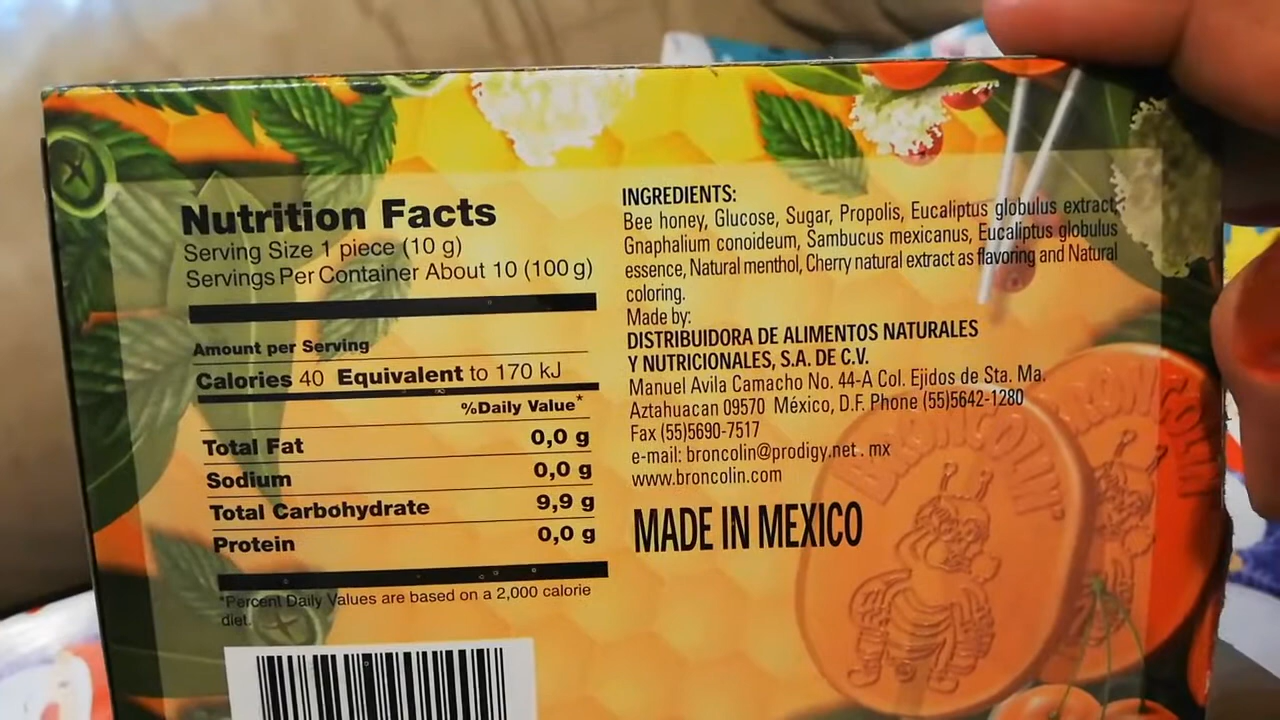 Nutrition Facts
Serving Size 1 piece (10 g)
Servings Per Container About 10 (100 g)
Amount per Serving
Calories 40 Equivalent to 170 kJ
%Daily Value*
Total Fat 0,0 g
Sodium 0,0 g
Total Carbohydrate 9,9 g
Protein 0,0 g
*Percent Daily Values are based on a 2,000 calorie
diet.
INGREDIENTS:
Bee honey, Glucose, Sugar, Propolis, Eucaliptus globulus extract,
Gnaphalium conoideum, Sambucus mexicanus, Eucaliptus globulus
essence, Natural menthol, Cherry natural extract as flavoring and Natural
coloring.
Made by:
DISTRIBUIDORA DE ALIMENTOS NATURALES
Y NUTRICIONALES, S.A. DE C.V.
Manuel Avila Camacho No. 44-A Col. Ejidos de Sta. Ma.
Aztahuacan 09570 México, D.F. Phone (55)5642-1280
Fax (55)5690-7517
e-mail: broncolin@prodigy.net. mx
www.broncolin.com
MADE IN MEXICO
BRONCOLIN
BRONCOLIN